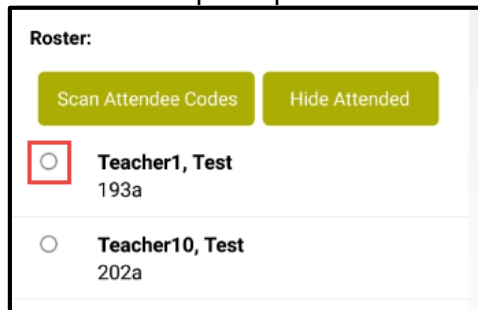 Roster:
Scan Attendee Codes
Hide Attended
Teacher1, Test
193a
Teacher10, Test
202a